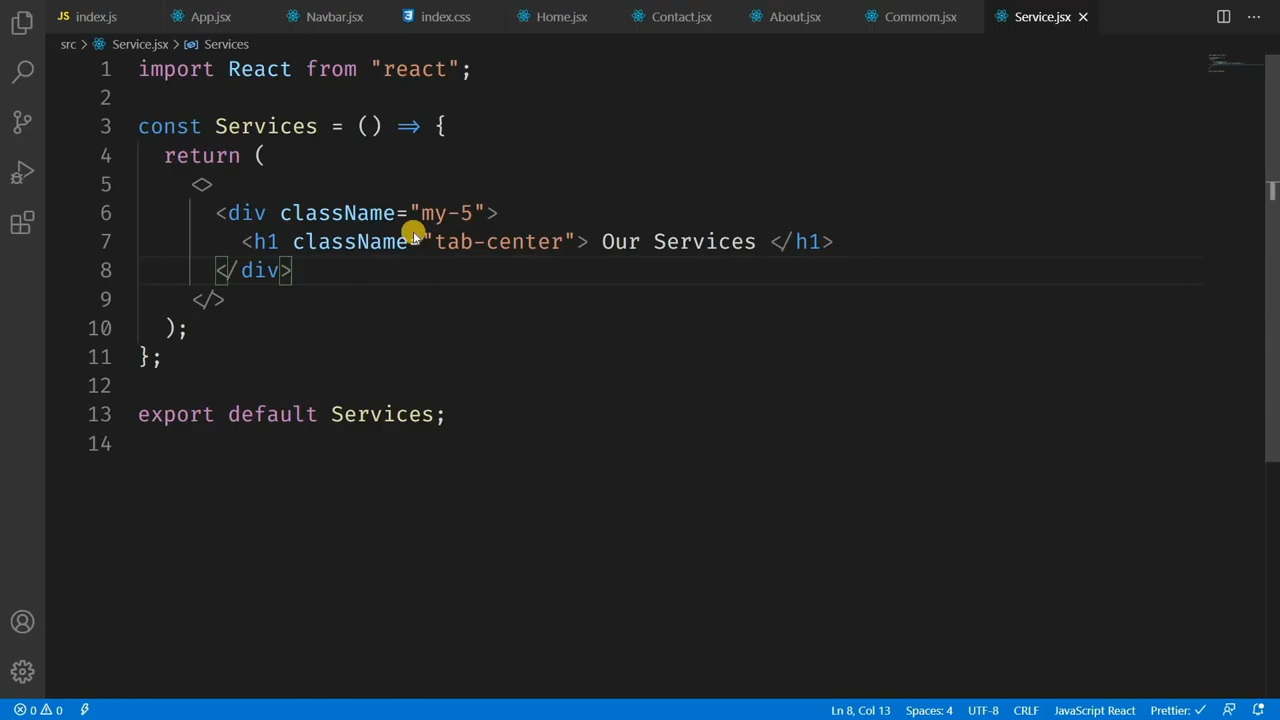 JS index.js App.jsx Navbar.jsx index.css Home.jsx Contact.jsx About.jsx Commom.jsx Service.jsx
src > Service.jsx > Services
1 import React from "react";
2
3 const Services = () => {
4 return (
5 <>
6 <div className="my-5">
7 <h1 className="tab-center"> Our Services </h1>
8 </div>
9 </>
10 );
11 };
12
13 export default Services;
14
0 0 Ln 8, Col 13 Spaces: 4 UTF-8 CRLF JavaScript React Prettier: ✓